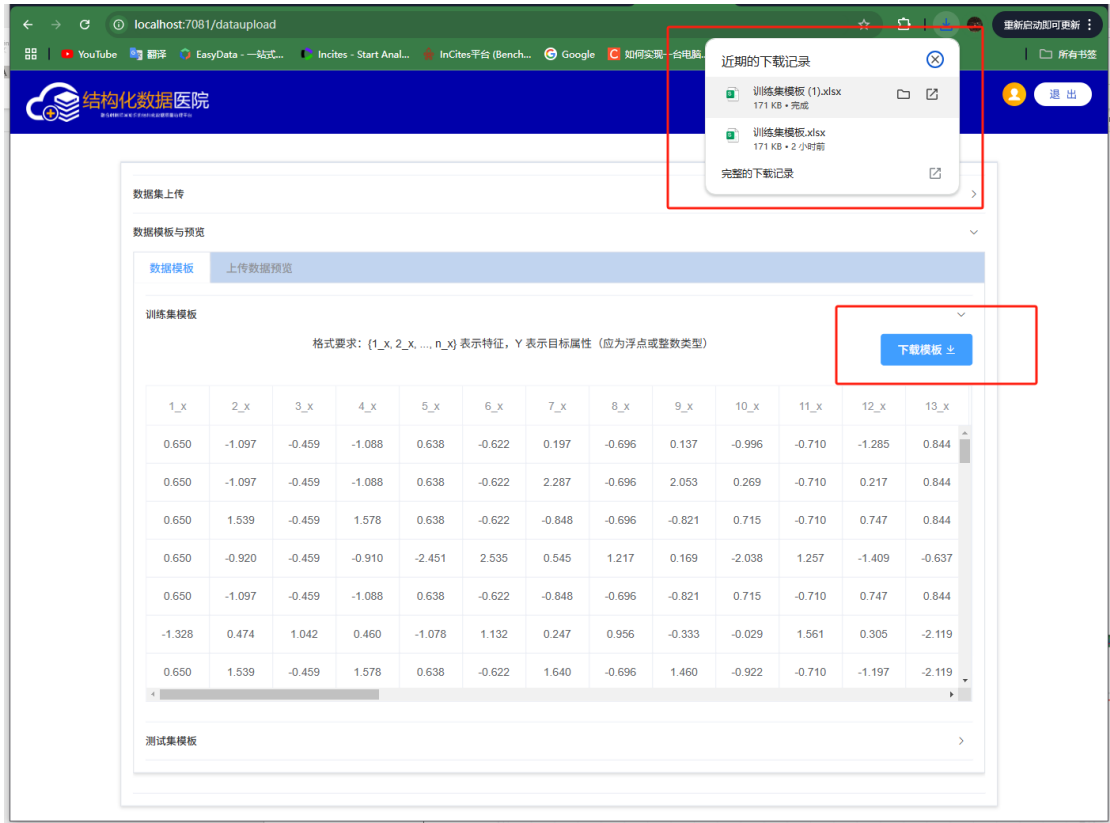 localhost:7081/dataupload
重新启动即可更新
YouTube 翻译 EasyData - 一站式... Incites - Start Anal... InCites平台 (Bench... Google 如何实现一台电脑... 所有书签
近期的下载记录
训练集模板 (1).xlsx
171 KB • 完成
训练集模板.xlsx
171 KB • 2 小时前
完整的下载记录
结构化数据医院
退 出
数据集上传
数据模板与预览
数据模板 上传数据预览
训练集模板
格式要求：{1_x, 2_x, ..., n_x} 表示特征，Y 表示目标属性（应为浮点或整数类型）
下载模板
1_x 2_x 3_x 4_x 5_x 6_x 7_x 8_x 9_x 10_x 11_x 12_x 13_x
0.650 -1.097 -0.459 -1.088 0.638 -0.622 0.197 -0.696 0.137 -0.996 -0.710 -1.285 0.844
0.650 -1.097 -0.459 -1.088 0.638 -0.622 2.287 -0.696 2.053 0.269 -0.710 0.217 0.844
0.650 1.539 -0.459 1.578 0.638 -0.622 -0.848 -0.696 -0.821 0.715 -0.710 0.747 0.844
0.650 -0.920 -0.459 -0.910 -2.451 2.535 0.545 1.217 0.169 -2.038 1.257 -1.409 -0.637
0.650 -1.097 -0.459 -1.088 0.638 -0.622 -0.848 -0.696 -0.821 0.715 -0.710 0.747 0.844
-1.328 0.474 1.042 0.460 -1.078 1.132 0.247 0.956 -0.333 -0.029 1.561 0.305 -2.119
0.650 1.539 -0.459 1.578 0.638 -0.622 1.640 -0.696 1.460 -0.922 -0.710 -1.197 -2.119
测试集模板